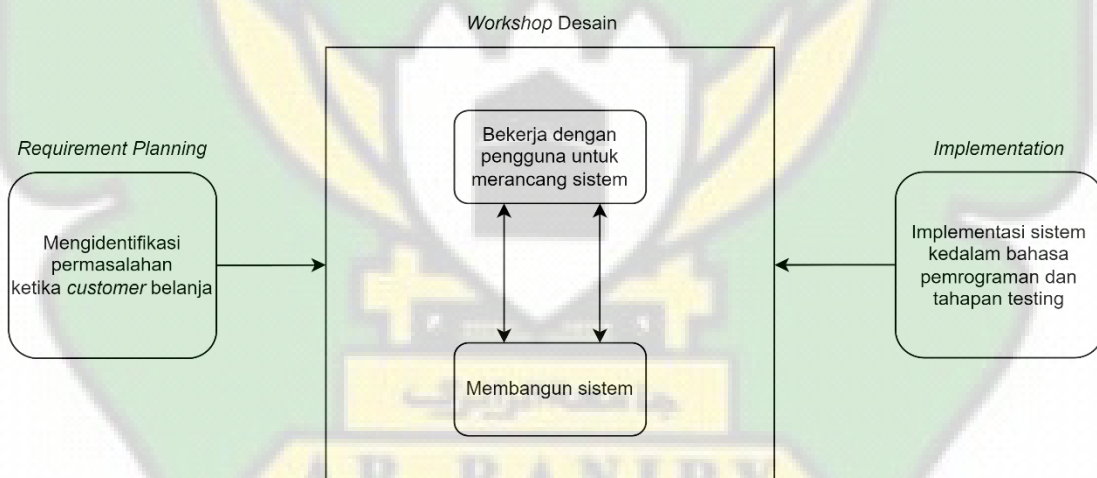 Workshop Desain
Requirement Planning
Mengidentifikasi
permasalahan
ketika customer belanja
Bekerja dengan
pengguna untuk
merancang sistem
Membangun sistem
Implementation
Implementasi sistem
kedalam bahasa
pemrograman dan
tahapan testing